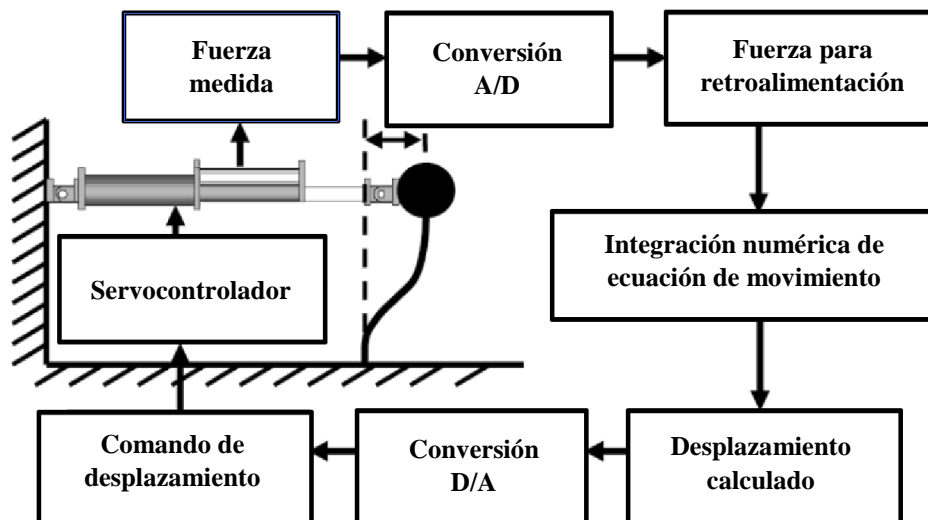 Fuerza
medida
Conversión
A/D
Fuerza para
retroalimentación
Integración numérica de
ecuación de movimiento
Servocontrolador
Comando de
desplazamiento
Conversión
D/A
Desplazamiento
calculado